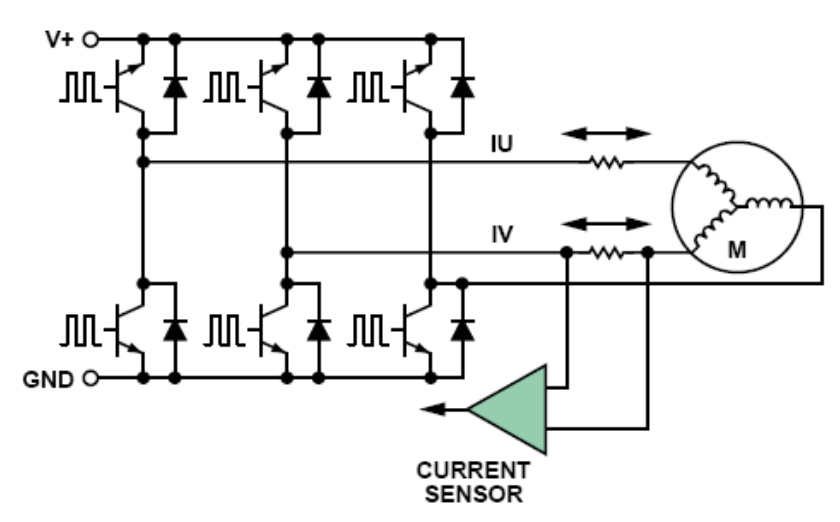 V+
IU
IV
M
GND
CURRENT
SENSOR